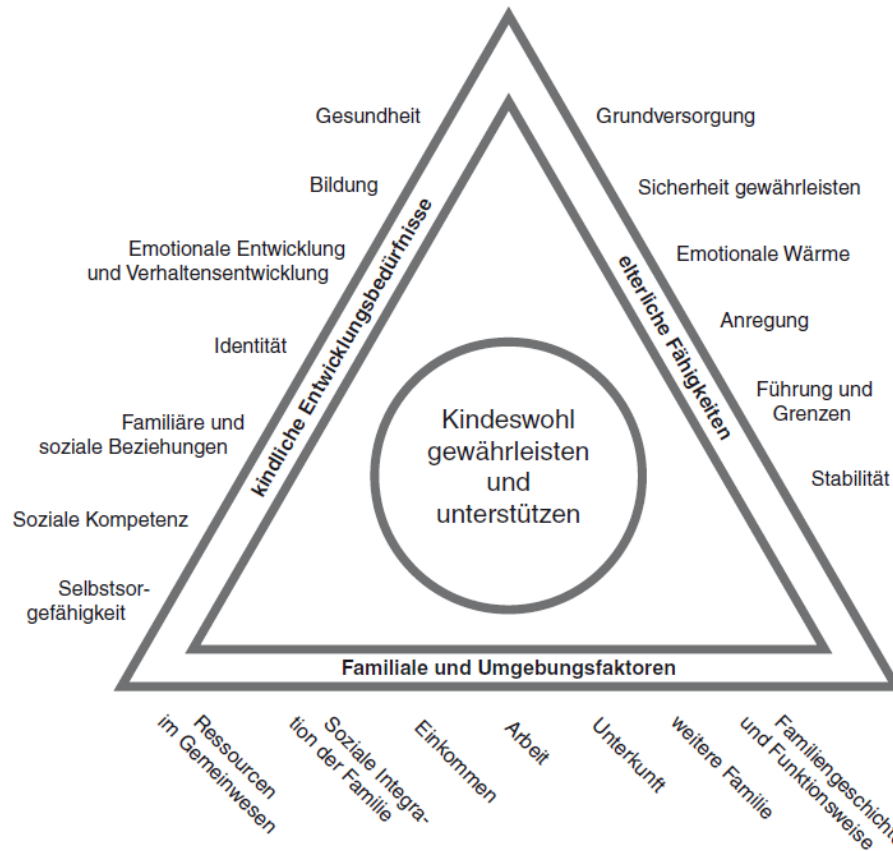 Gesundheit
Bildung
Emotionale Entwicklung
und Verhaltensentwicklung
Identität
Familiäre und
soziale Beziehungen
Soziale Kompetenz
Selbstsor-
gefähigkeit
kindliche Entwicklungsbedürfnisse
Kindeswohl
gewährleisten
und
unterstützen
elterliche Fähigkeiten
Grundversorgung
Sicherheit gewährleisten
Emotionale Wärme
Anregung
Führung und
Grenzen
Stabilität
Familiale und Umgebungsfaktoren
Ressourcen
im Gemeinwesen
Soziale Integra-
tion der Familie
Einkommen
Arbeit
Unterkunft
weitere Familie
Familiengeschichte
und Funktionsweise